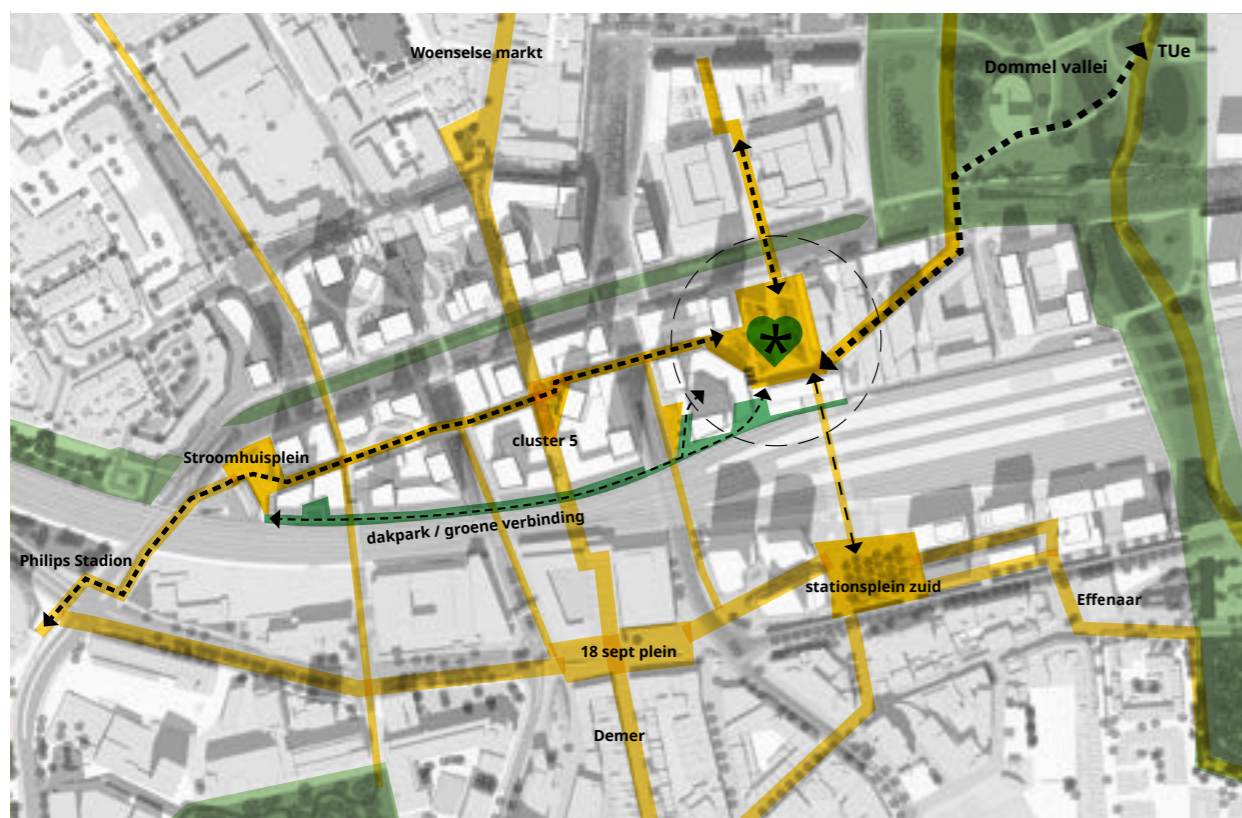 Woenselse markt
TUe
Dommel vallei
*
cluster 5
Stroomhuisplein
dakpark / groene verbinding
Philips Stadion
stationsplein zuid
Effenaar
18 sept plein
Demer